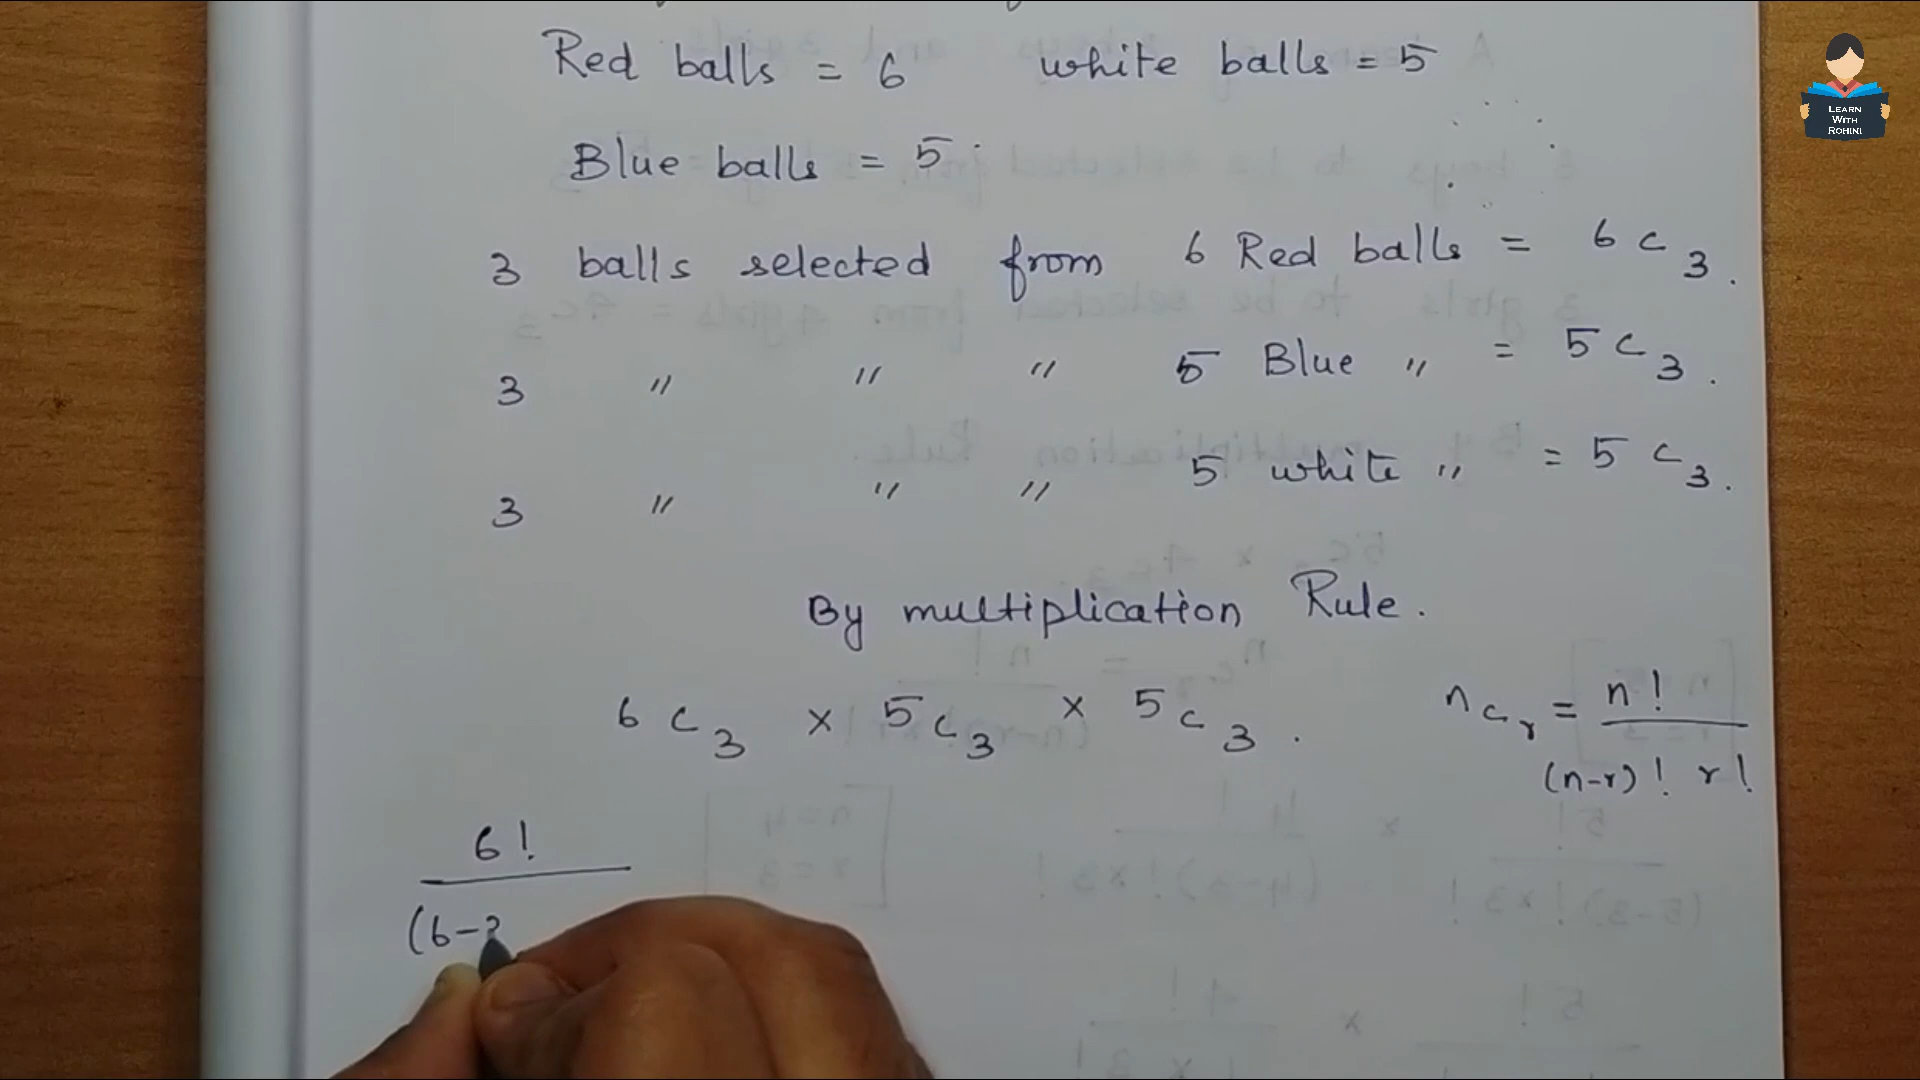 Red balls = 6 white balls = 5
Blue balls = 5
3 balls selected from 6 Red balls = 6C3.
3 " " " 5 Blue " = 5C3.
3 " " " 5 white " = 5C3.
By multiplication Rule.
6C3 × 5C3 × 5C3.
nCr = n!
(n-r)! r!
6!
(6-3
LEARN
WITH
ROHINI